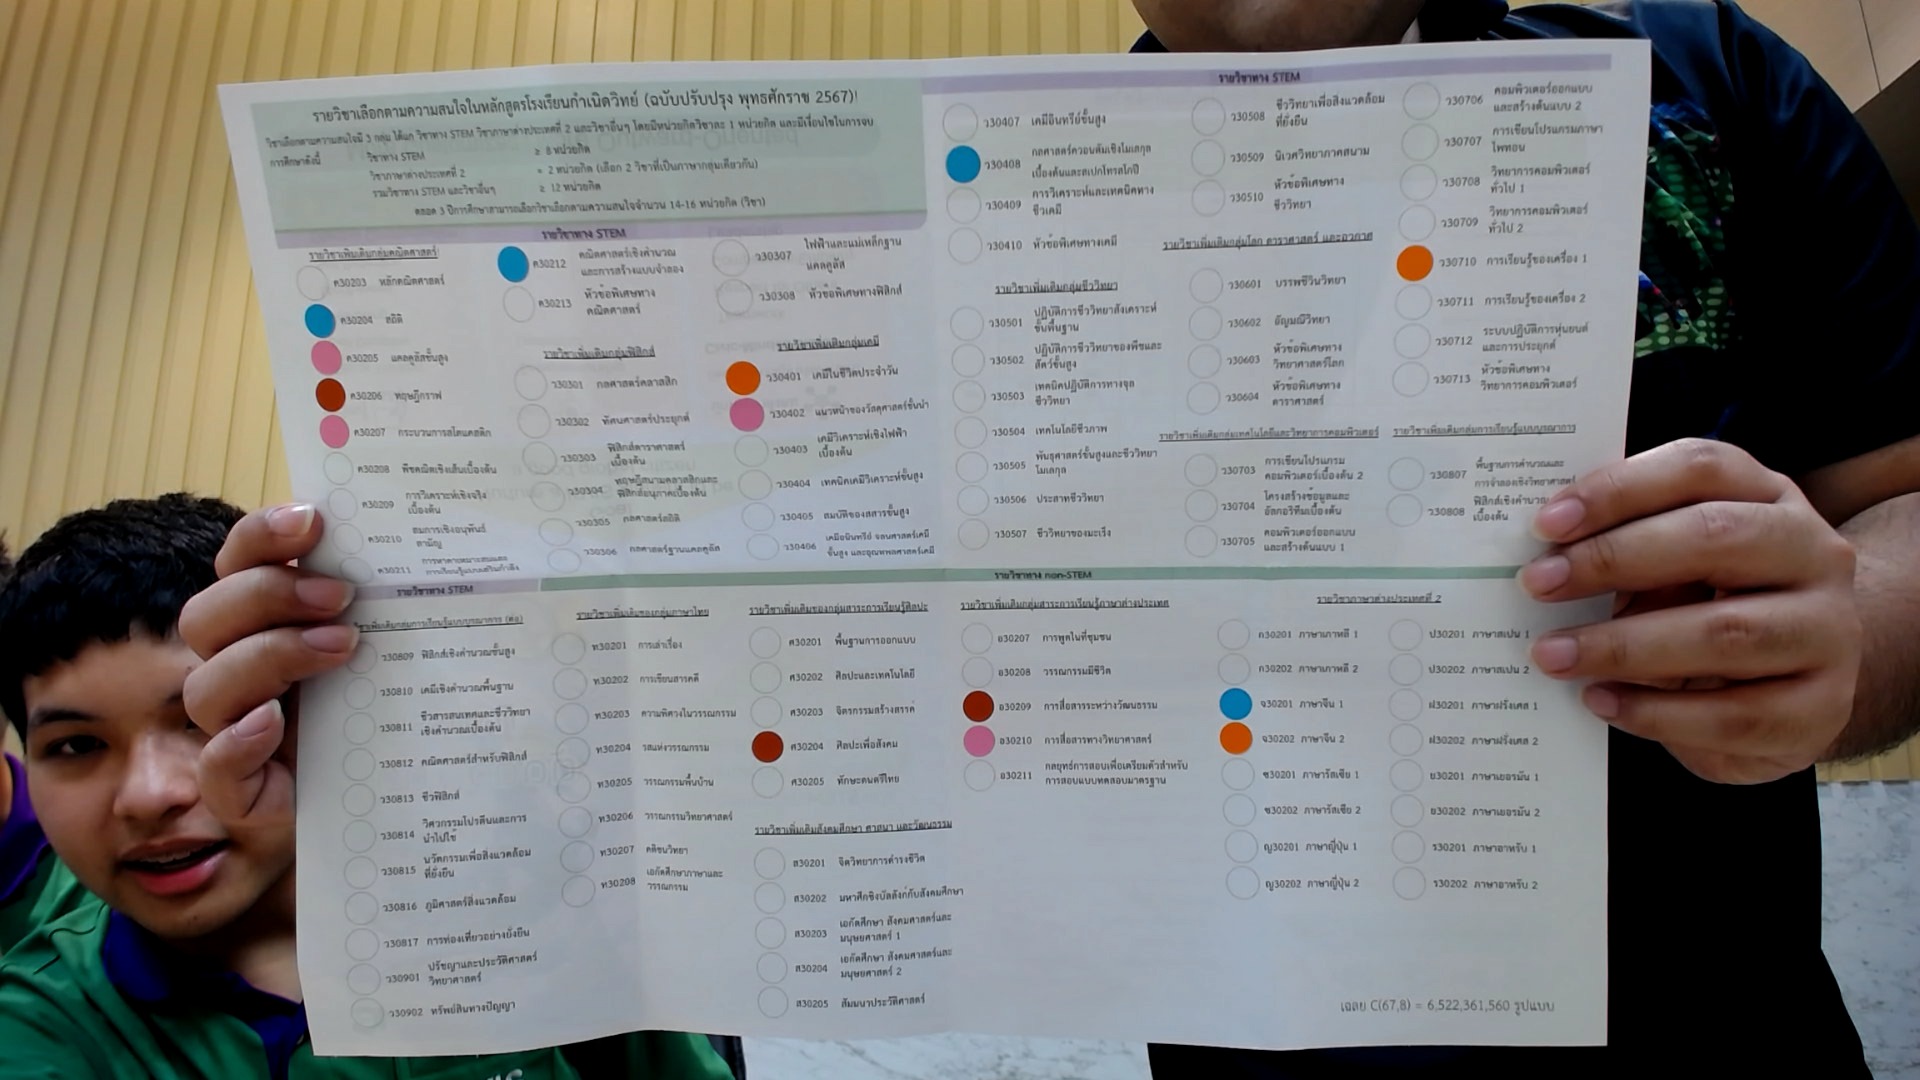 รายวิชาเลือกตามความสนใจในหลักสูตรโรงเรียนกำเนิดวิทย์ (ฉบับปรับปรุง พุทธศักราช 2567)
วิชาเลือกตามความสนใจมี 3 กลุ่ม ได้แก่ วิชาทาง STEM วิชาภาษาต่างประเทศที่ 2 และวิชาอื่นๆ โดยมีหน่วยกิตวิชาละ 1 หน่วยกิต และมีเงื่อนไขในการจบ
การศึกษาดังนี้
วิชาทาง STEM ≥ 8 หน่วยกิต
วิชาภาษาต่างประเทศที่ 2 = 2 หน่วยกิต (เลือก 2 วิชาที่เป็นภาษากลุ่มเดียวกัน)
รวมวิชาทาง STEM และวิชาอื่นๆ ≥ 12 หน่วยกิต
ตลอด 3 ปีการศึกษาสามารถเลือกวิชาเลือกตามความสนใจจำนวน 14-16 หน่วยกิต (วิชา)
รายวิชาทาง STEM
รายวิชาเพิ่มเติมกลุ่มคณิตศาสตร์
ค30203 หลักคณิตศาสตร์
ค30204 สถิติ
ค30205 แคลคูลัสขั้นสูง
ค30206 ทฤษฎีกราฟ
ค30207 กระบวนการสโตแคสติก
ค30208 พีชคณิตเชิงเส้นเบื้องต้น
ค30209 การวิเคราะห์เชิงจริง
เบื้องต้น
ค30210 สมการเชิงอนุพันธ์
สามัญ
ค30211 การหาค่าเหมาะสมและ
การเรียนรู้แบบเสริมกำลัง
ค30212 คณิตศาสตร์เชิงคำนวณ
และการสร้างแบบจำลอง
ค30213 หัวข้อพิเศษทาง
คณิตศาสตร์
รายวิชาเพิ่มเติมกลุ่มฟิสิกส์
ว30301 กลศาสตร์คลาสสิก
ว30302 ทัศนศาสตร์ประยุกต์
ว30303 ฟิสิกส์ดาราศาสตร์
เบื้องต้น
ว30304 ทฤษฎีสนามคลาสสิกและ
ฟิสิกส์อนุภาคเบื้องต้น
ว30305 กลศาสตร์สถิติ
ว30306 กลศาสตร์ฐานแคลคูลัส
ว30307 ไฟฟ้าและแม่เหล็กฐาน
แคลคูลัส
ว30308 หัวข้อพิเศษทางฟิสิกส์
รายวิชาเพิ่มเติมกลุ่มเคมี
ว30401 เคมีในชีวิตประจำวัน
ว30402 แนวหน้าของวัสดุศาสตร์ชั้นนำ
ว30403 เคมีวิเคราะห์เชิงไฟฟ้า
เบื้องต้น
ว30404 เทคนิคเคมีวิเคราะห์ขั้นสูง
ว30405 สมบัติของสสารขั้นสูง
ว30406 เคมีอนินทรีย์ จลนศาสตร์เคมี
ขั้นสูง และอุณหพลศาสตร์เคมี
รายวิชาทาง STEM
ว30407 เคมีอินทรีย์ขั้นสูง
ว30408 กลศาสตร์ควอนตัมเชิงโมเลกุล
เบื้องต้นและสเปกโทรสโกปี
ว30409 การวิเคราะห์และเทคนิคทาง
ชีวเคมี
ว30410 หัวข้อพิเศษทางเคมี
รายวิชาเพิ่มเติมกลุ่มชีววิทยา
ว30501 ปฏิบัติการชีววิทยาสังเคราะห์
ขั้นพื้นฐาน
ว30502 ปฏิบัติการชีววิทยาของพืชและ
สัตว์ขั้นสูง
ว30503 เทคนิคปฏิบัติการทางจุล
ชีววิทยา
ว30504 เทคโนโลยีชีวภาพ
ว30505 พันธุศาสตร์ขั้นสูงและชีววิทยา
โมเลกุล
ว30506 ประสาทชีววิทยา
ว30507 ชีววิทยาของมะเร็ง
ว30508 ชีววิทยาเพื่อสิ่งแวดล้อม
ที่ยั่งยืน
ว30509 นิเวศวิทยาภาคสนาม
ว30510 หัวข้อพิเศษทาง
ชีววิทยา
รายวิชาเพิ่มเติมกลุ่มโลก ดาราศาสตร์ และอวกาศ
ว30601 บรรพชีวินวิทยา
ว30602 อัญมณีวิทยา
ว30603 หัวข้อพิเศษทาง
วิทยาศาสตร์โลก
ว30604 หัวข้อพิเศษทาง
ดาราศาสตร์
รายวิชาเพิ่มเติมกลุ่มเทคโนโลยีและวิทยาการคอมพิวเตอร์
ว30703 การเขียนโปรแกรม
คอมพิวเตอร์เบื้องต้น 2
ว30704 โครงสร้างข้อมูลและ
อัลกอริทึมเบื้องต้น
ว30705 คอมพิวเตอร์ออกแบบ
และสร้างต้นแบบ 1
ว30706 คอมพิวเตอร์ออกแบบ
และสร้างต้นแบบ 2
ว30707 การเขียนโปรแกรมภาษา
ไพทอน
ว30708 วิทยาการคอมพิวเตอร์
ทั่วไป 1
ว30709 วิทยาการคอมพิวเตอร์
ทั่วไป 2
ว30710 การเรียนรู้ของเครื่อง 1
ว30711 การเรียนรู้ของเครื่อง 2
ว30712 ระบบปฏิบัติการหุ่นยนต์
และการประยุกต์
ว30713 หัวข้อพิเศษทาง
วิทยาการคอมพิวเตอร์
รายวิชาเพิ่มเติมกลุ่มการเรียนรู้แบบบูรณาการ
ว30807 พื้นฐานการคำนวณและ
การจำลองเชิงวิทยาศาสตร์
ว30808 ฟิสิกส์เชิงคำนวณ
เบื้องต้น
รายวิชาทาง STEM
รายวิชาเพิ่มเติมกลุ่มการเรียนรู้แบบบูรณาการ (ต่อ)
ว30809 ฟิสิกส์เชิงคำนวณขั้นสูง
ว30810 เคมีเชิงคำนวณพื้นฐาน
ว30811 ชีวสารสนเทศและชีววิทยา
เชิงคำนวณเบื้องต้น
ว30812 คณิตศาสตร์สำหรับฟิสิกส์
ว30813 ชีวฟิสิกส์
ว30814 วิศวกรรมโปรตีนและการ
นำไปใช้
ว30815 นวัตกรรมเพื่อสิ่งแวดล้อม
ที่ยั่งยืน
ว30816 ภูมิศาสตร์สิ่งแวดล้อม
ว30817 การท่องเที่ยวอย่างยั่งยืน
ว30901 ปรัชญาและประวัติศาสตร์
วิทยาศาสตร์
ว30902 ทรัพย์สินทางปัญญา
รายวิชาทาง non-STEM
รายวิชาเพิ่มเติมของกลุ่มภาษาไทย
ท30201 การเล่าเรื่อง
ท30202 การเขียนสารคดี
ท30203 ความพิศวงในวรรณกรรม
ท30204 รสแห่งวรรณกรรม
ท30205 วรรณกรรมพื้นบ้าน
ท30206 วรรณกรรมวิทยาศาสตร์
ท30207 คติชนวิทยา
ท30208 เอกัตศึกษาภาษาและ
วรรณกรรม
รายวิชาเพิ่มเติมของกลุ่มสาระการเรียนรู้ศิลปะ
ศ30201 พื้นฐานการออกแบบ
ศ30202 ศิลปะและเทคโนโลยี
ศ30203 จิตรกรรมสร้างสรรค์
ศ30204 ศิลปะเพื่อสังคม
ศ30205 ทักษะดนตรีไทย
รายวิชาเพิ่มเติมสังคมศึกษา ศาสนา และวัฒนธรรม
ส30201 จิตวิทยาการดำรงชีวิต
ส30202 มหาศึกชิงบัลลังก์กับสังคมศึกษา
ส30203 เอกัตศึกษา สังคมศาสตร์และ
มนุษยศาสตร์ 1
ส30204 เอกัตศึกษา สังคมศาสตร์และ
มนุษยศาสตร์ 2
ส30205 สัมมนาประวัติศาสตร์
รายวิชาเพิ่มเติมกลุ่มสาระการเรียนรู้ภาษาต่างประเทศ
อ30207 การพูดในที่ชุมชน
อ30208 วรรณกรรมมีชีวิต
อ30209 การสื่อสารระหว่างวัฒนธรรม
อ30210 การสื่อสารทางวิทยาศาสตร์
อ30211 กลยุทธ์การสอบเพื่อเตรียมตัวสำหรับ
การสอบแบบทดสอบมาตรฐาน
รายวิชาภาษาต่างประเทศที่ 2
ก30201 ภาษาเกาหลี 1
ก30202 ภาษาเกาหลี 2
จ30201 ภาษาจีน 1
จ30202 ภาษาจีน 2
ซ30201 ภาษารัสเซีย 1
ซ30202 ภาษารัสเซีย 2
ญ30201 ภาษาญี่ปุ่น 1
ญ30202 ภาษาญี่ปุ่น 2
ป30201 ภาษาสเปน 1
ป30202 ภาษาสเปน 2
ฝ30201 ภาษาฝรั่งเศส 1
ฝ30202 ภาษาฝรั่งเศส 2
ย30201 ภาษาเยอรมัน 1
ย30202 ภาษาเยอรมัน 2
ร30201 ภาษาอาหรับ 1
ร30202 ภาษาอาหรับ 2
เฉลย C(67,8) = 6,522,361,560 รูปแบบ